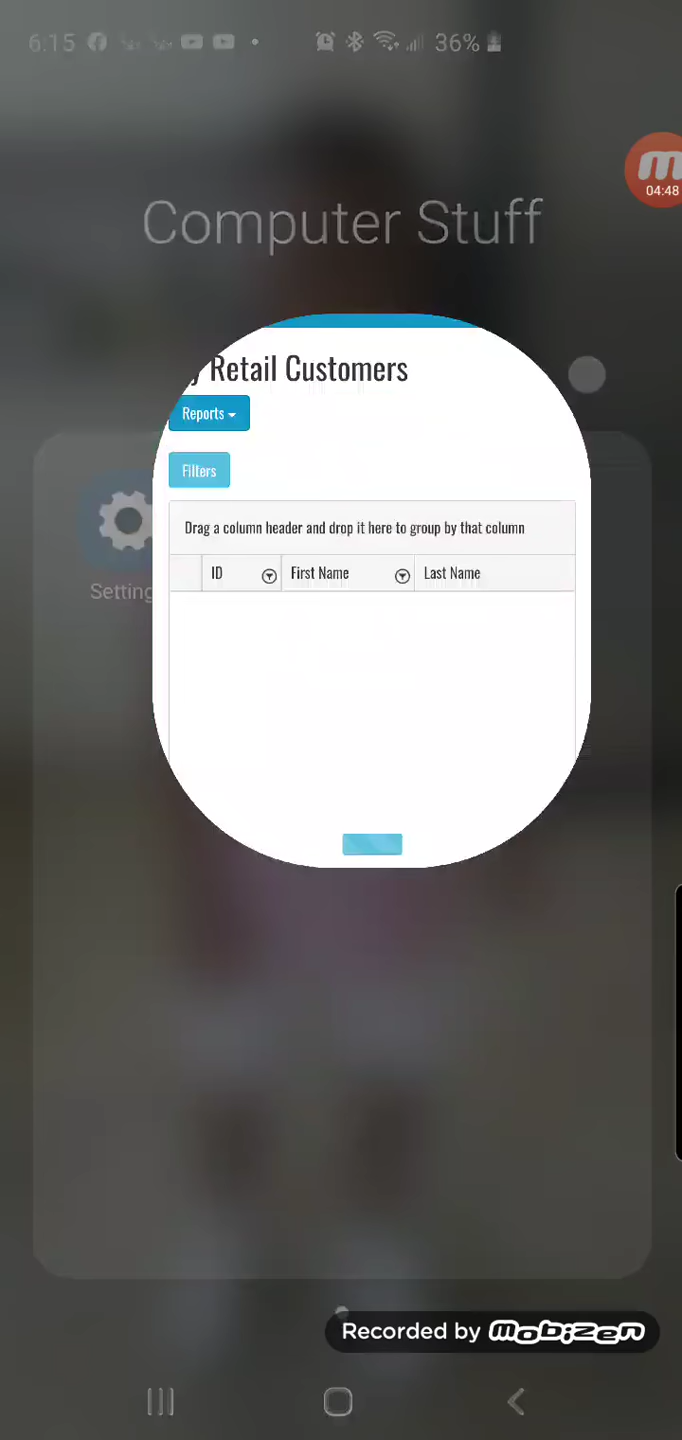 6:15
36%
04:48
Computer Stuff
Retail Customers
Reports
Filters
Drag a column header and drop it here to group by that column
ID
First Name
Last Name
Setting
Recorded by mobizen